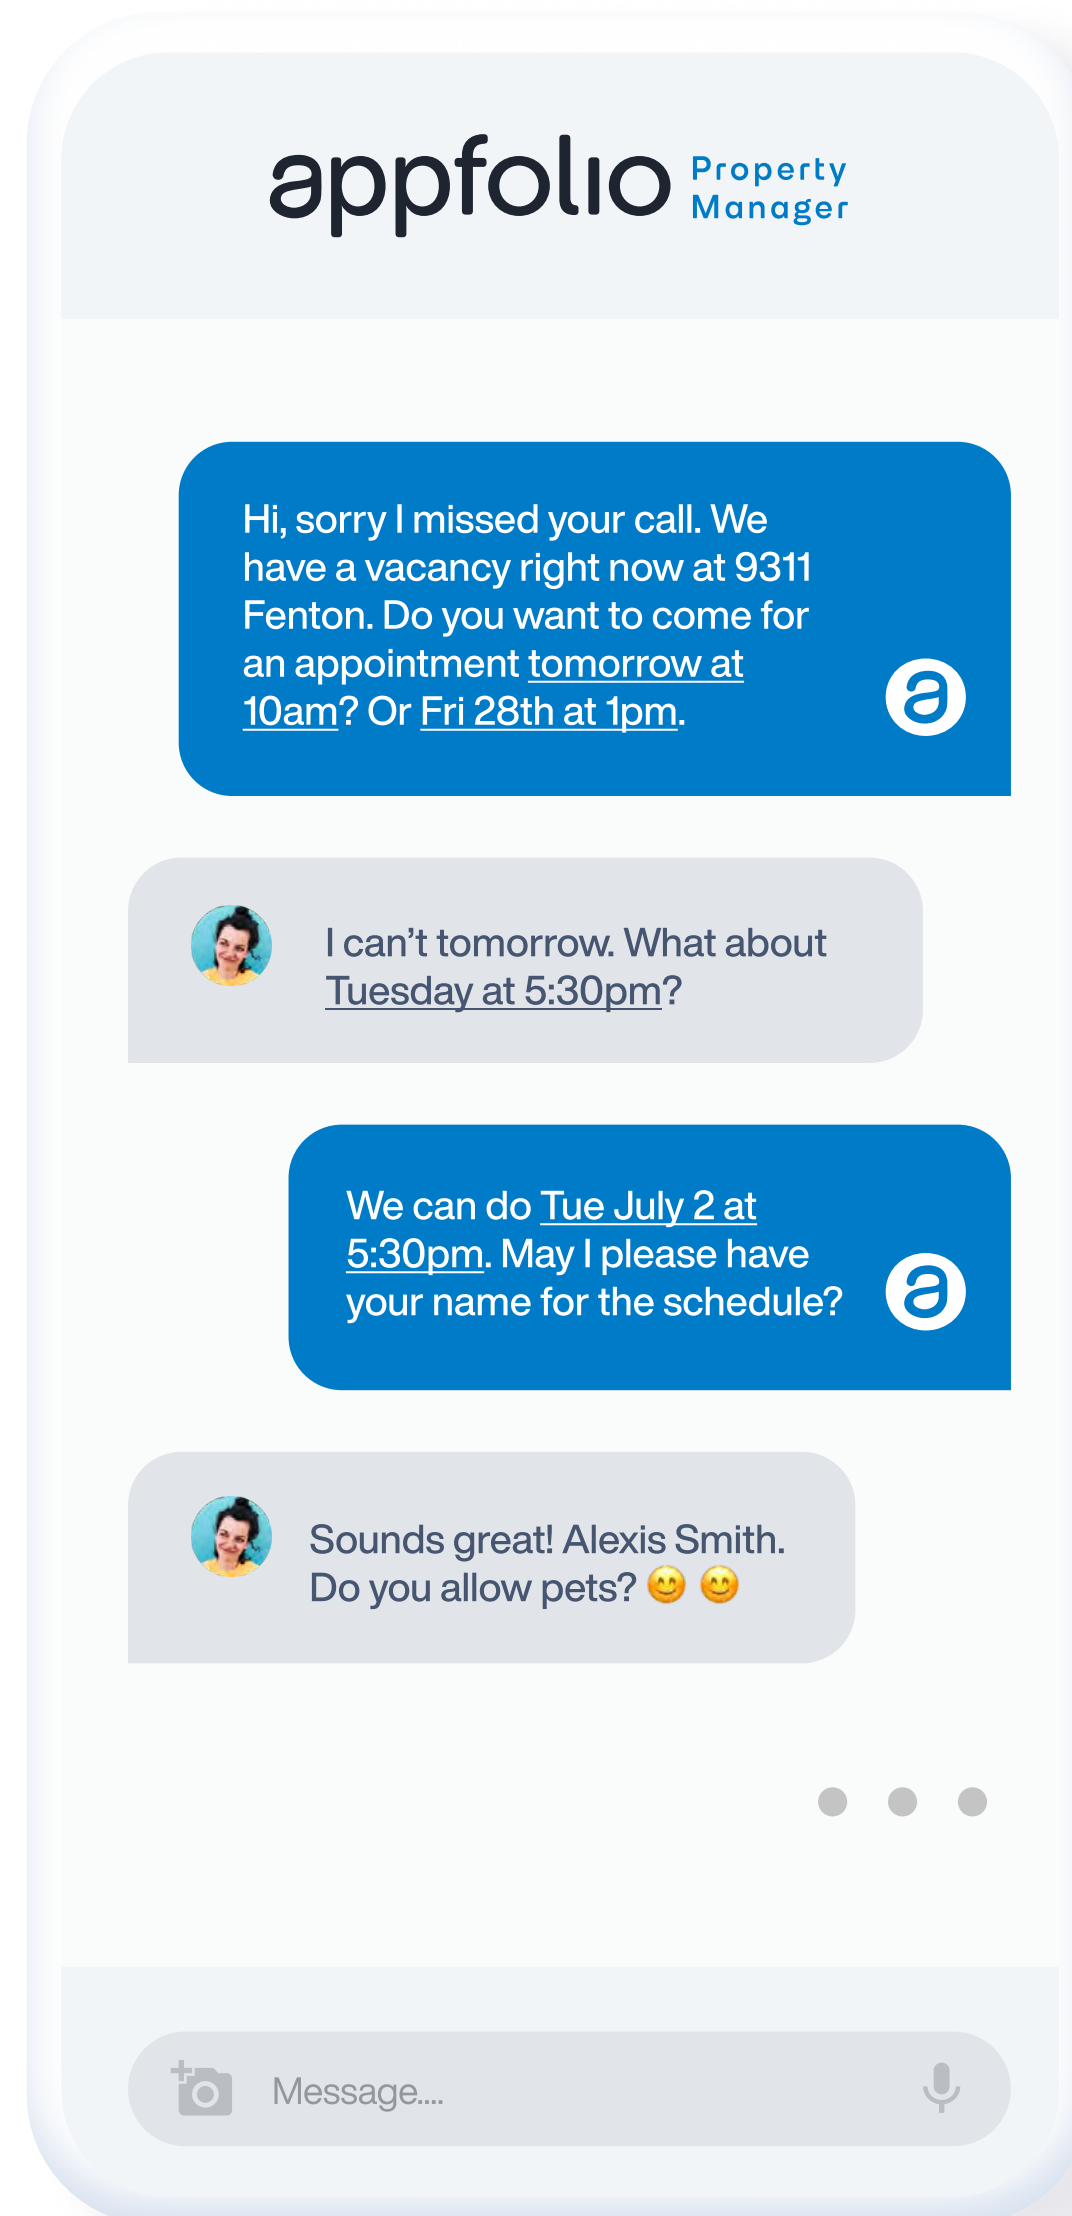 appfolio Property
Manager
Hi, sorry I missed your call. We
have a vacancy right now at 9311
Fenton. Do you want to come for
an appointment tomorrow at
10am? Or Fri 28th at 1pm.
a
I can't tomorrow. What about
Tuesday at 5:30pm?
We can do Tue July 2 at
5:30pm. May I please have
your name for the schedule?
a
Sounds great! Alexis Smith.
Do you allow pets? 😊 😊
Message....